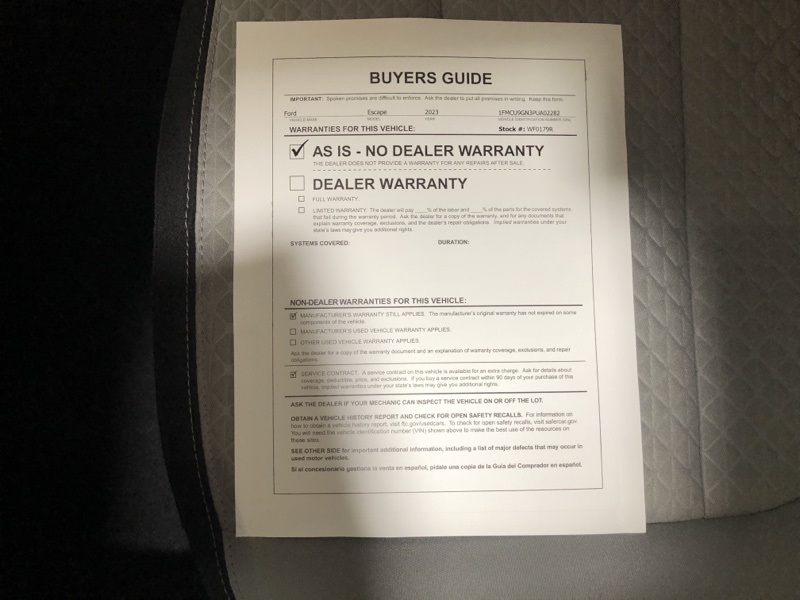 BUYERS GUIDE
IMPORTANT: Spoken promises are difficult to enforce. Ask the dealer to put all promises in writing. Keep this form.
Ford Escape 2023 1FMCU9GN3PUA02282
VEHICLE MAKE MODEL YEAR VEHICLE IDENTIFICATION NUMBER (VIN)
WARRANTIES FOR THIS VEHICLE: Stock #: WF0179R
AS IS - NO DEALER WARRANTY
THE DEALER DOES NOT PROVIDE A WARRANTY FOR ANY REPAIRS AFTER SALE.
DEALER WARRANTY
FULL WARRANTY.
LIMITED WARRANTY. The dealer will pay ____% of the labor and ____% of the parts for the covered systems
that fail during the warranty period. Ask the dealer for a copy of the warranty, and for any documents that
explain warranty coverage, exclusions, and the dealer's repair obligations. Implied warranties under your
state's laws may give you additional rights.
SYSTEMS COVERED: DURATION:
NON-DEALER WARRANTIES FOR THIS VEHICLE:
MANUFACTURER'S WARRANTY STILL APPLIES. The manufacturer's original warranty has not expired on some
components of the vehicle.
MANUFACTURER'S USED VEHICLE WARRANTY APPLIES.
OTHER USED VEHICLE WARRANTY APPLIES.
Ask the dealer for a copy of the warranty document and an explanation of warranty coverage, exclusions, and repair
obligations.
SERVICE CONTRACT. A service contract on this vehicle is available for an extra charge. Ask for details about
coverage, deductible, price, and exclusions. If you buy a service contract within 90 days of your purchase of this
vehicle, implied warranties under your state's laws may give you additional rights.
ASK THE DEALER IF YOUR MECHANIC CAN INSPECT THE VEHICLE ON OR OFF THE LOT.
OBTAIN A VEHICLE HISTORY REPORT AND CHECK FOR OPEN SAFETY RECALLS. For information on
how to obtain a vehicle history report, visit ftc.gov/usedcars. To check for open safety recalls, visit safercar.gov.
You will need the vehicle identification number (VIN) shown above to make the best use of the resources on
these sites.
SEE OTHER SIDE for important additional information, including a list of major defects that may occur in
used motor vehicles.
Si el concesionario gestiona la venta en español, pídale una copia de la Guía del Comprador en español.